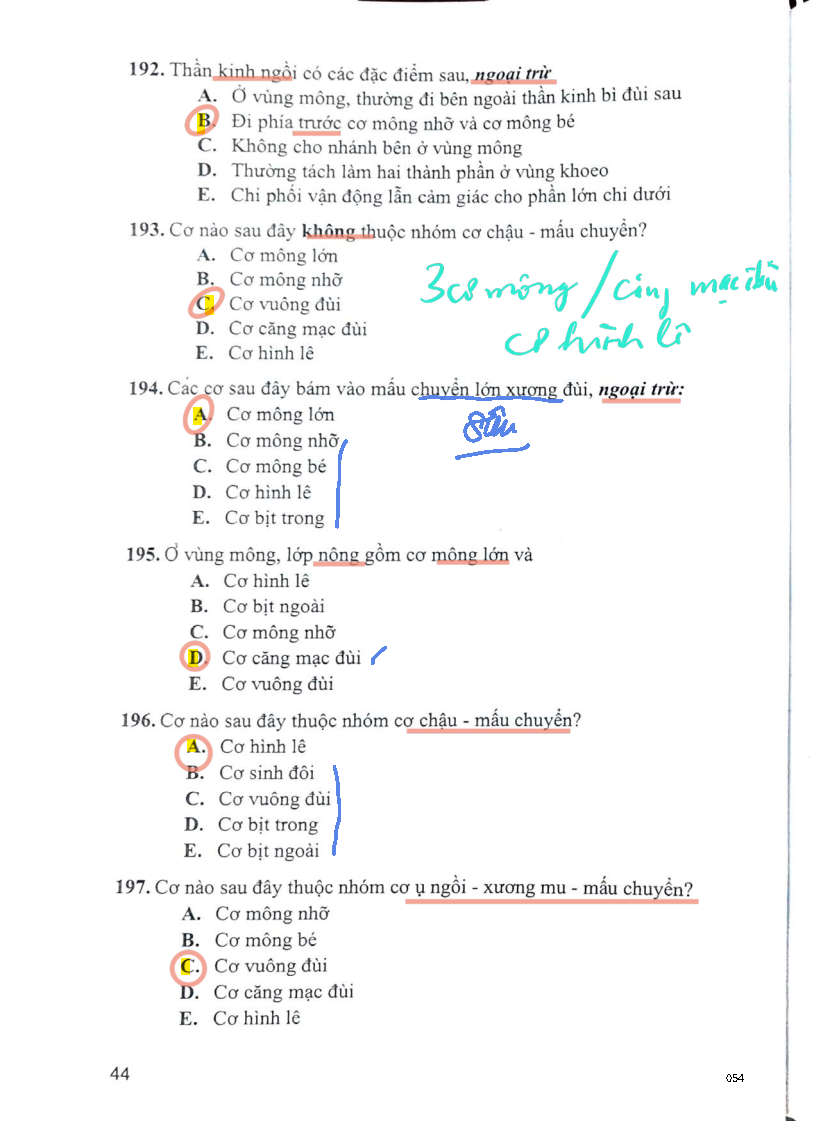 192. Thần kinh ngồi có các đặc điểm sau, ngoại trừ
A. Ở vùng mông, thường đi bên ngoài thần kinh bì đùi sau
B. Đi phía trước cơ mông nhỡ và cơ mông bé
C. Không cho nhánh bên ở vùng mông
D. Thường tách làm hai thành phần ở vùng khoeo
E. Chi phối vận động lẫn cảm giác cho phần lớn chi dưới
193. Cơ nào sau đây không thuộc nhóm cơ chậu - mấu chuyển?
A. Cơ mông lớn
B. Cơ mông nhỡ
C. Cơ vuông đùi
D. Cơ căng mạc đùi
E. Cơ hình lê
3 cơ mông / căng mạc đùi
cơ hình lê
194. Các cơ sau đây bám vào mấu chuyển lớn xương đùi, ngoại trừ:
A. Cơ mông lớn
B. Cơ mông nhỡ
C. Cơ mông bé
D. Cơ hình lê
E. Cơ bịt trong
195. Ở vùng mông, lớp nông gồm cơ mông lớn và
A. Cơ hình lê
B. Cơ bịt ngoài
C. Cơ mông nhỡ
D. Cơ căng mạc đùi
E. Cơ vuông đùi
196. Cơ nào sau đây thuộc nhóm cơ chậu - mấu chuyển?
A. Cơ hình lê
B. Cơ sinh đôi
C. Cơ vuông đùi
D. Cơ bịt trong
E. Cơ bịt ngoài
197. Cơ nào sau đây thuộc nhóm cơ ụ ngồi - xương mu - mấu chuyển?
A. Cơ mông nhỡ
B. Cơ mông bé
C. Cơ vuông đùi
D. Cơ căng mạc đùi
E. Cơ hình lê
44
054